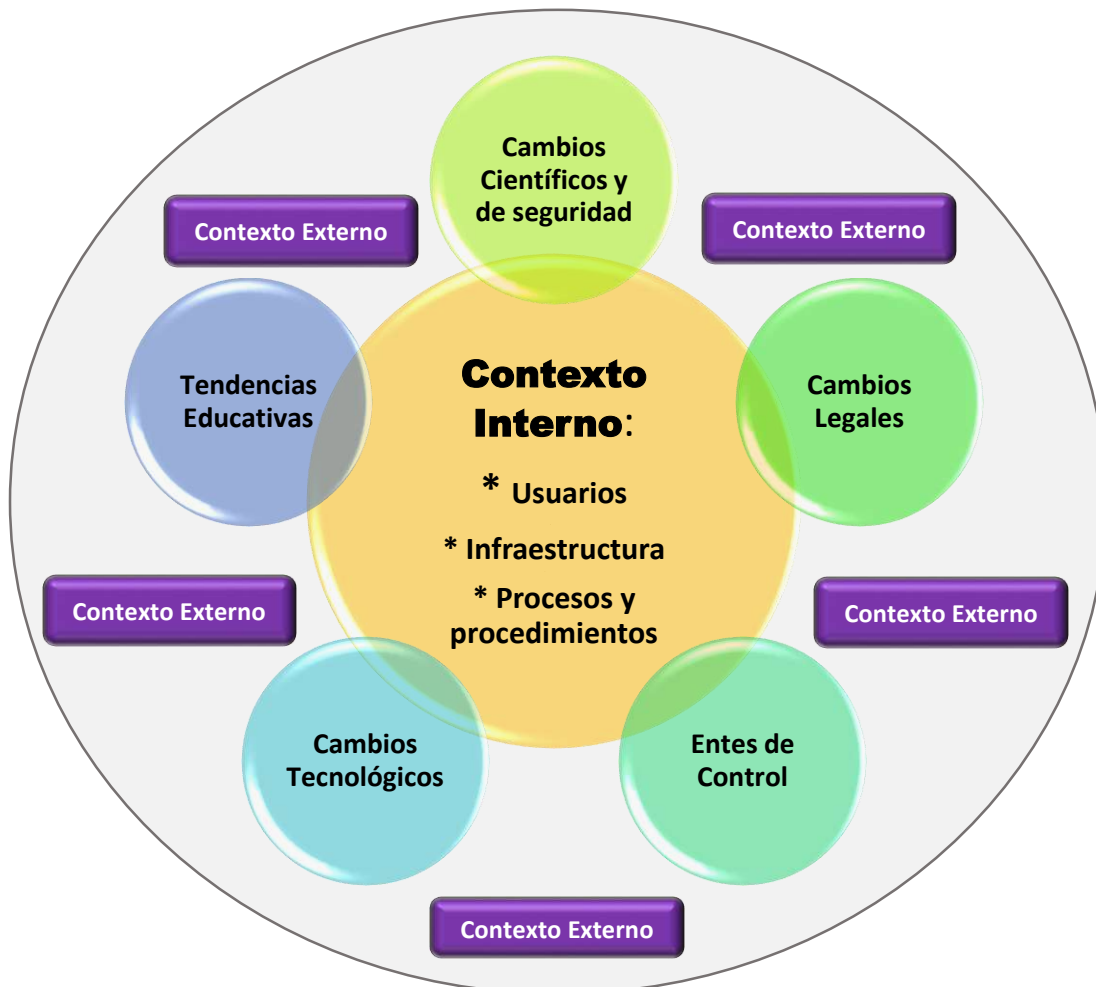 Cambios
Científicos y
de seguridad
Contexto Externo
Contexto Externo
Tendencias
Educativas
Contexto
Interno:
* Usuarios
* Infraestructura
* Procesos y
procedimientos
Cambios
Legales
Contexto Externo
Contexto Externo
Cambios
Tecnológicos
Entes de
Control
Contexto Externo